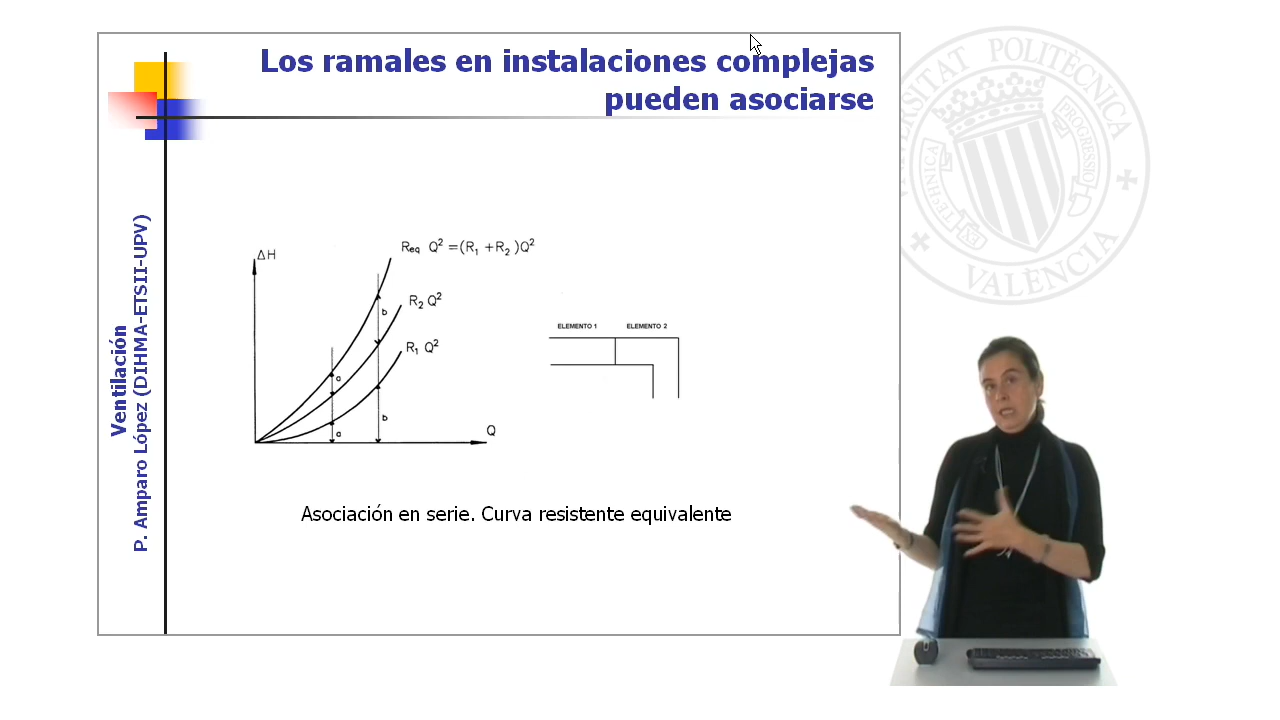 Los ramales en instalaciones complejas
pueden asociarse
Ventilación
P. Amparo López (DIHMA-ETSII-UPV)
ΔH
Req Q² =(R₁ +R₂ )Q²
R₂ Q²
R₁ Q²
b
a
b
a
Q
ELEMENTO 1 ELEMENTO 2
Asociación en serie. Curva resistente equivalente
UNIVERSITAT POLITÈCNICA
DE VALÈNCIA
PROGRESSIO